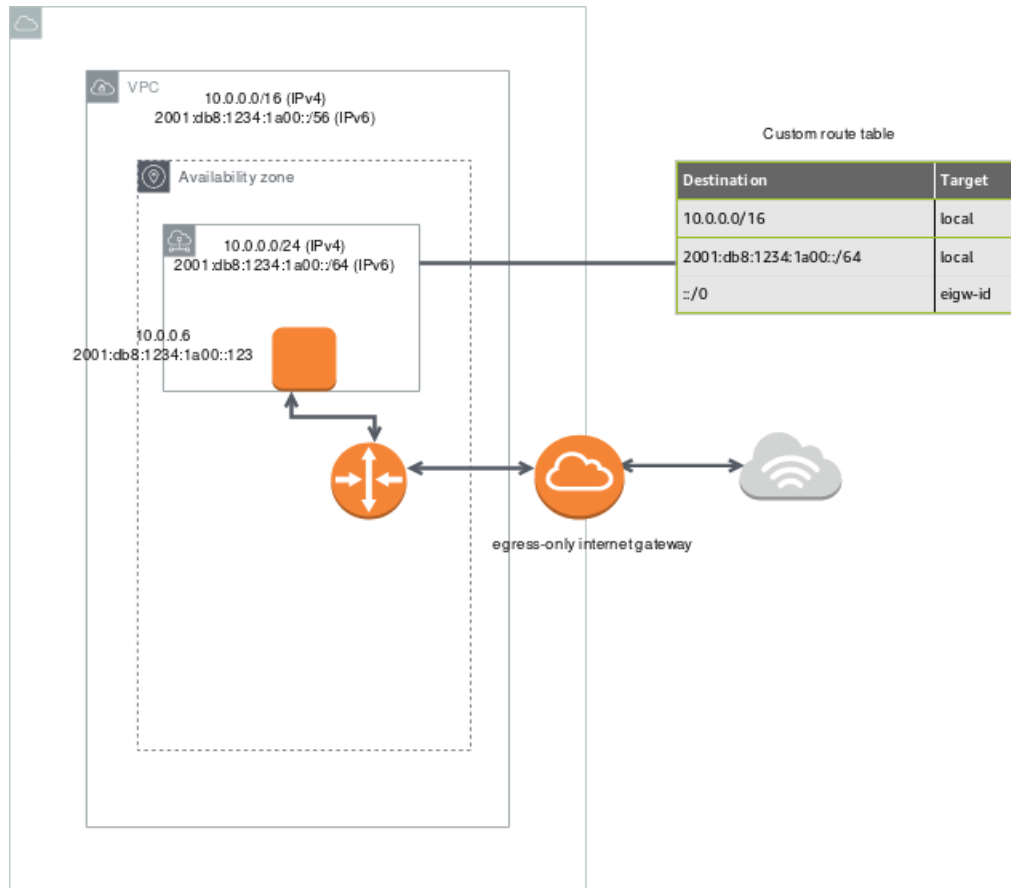 VPC
10.0.0.0/16 (IPv4)
2001:db8:1234:1a00::/56 (IPv6)
Custom route table
Availability zone
Destination Target
10.0.0.0/16 local
2001:db8:1234:1a00::/64 local
::/0 eigw-id
10.0.0.0/24 (IPv4)
2001:db8:1234:1a00::/64 (IPv6)
10.0.0.6
2001:db8:1234:1a00::123
egress-only internet gateway